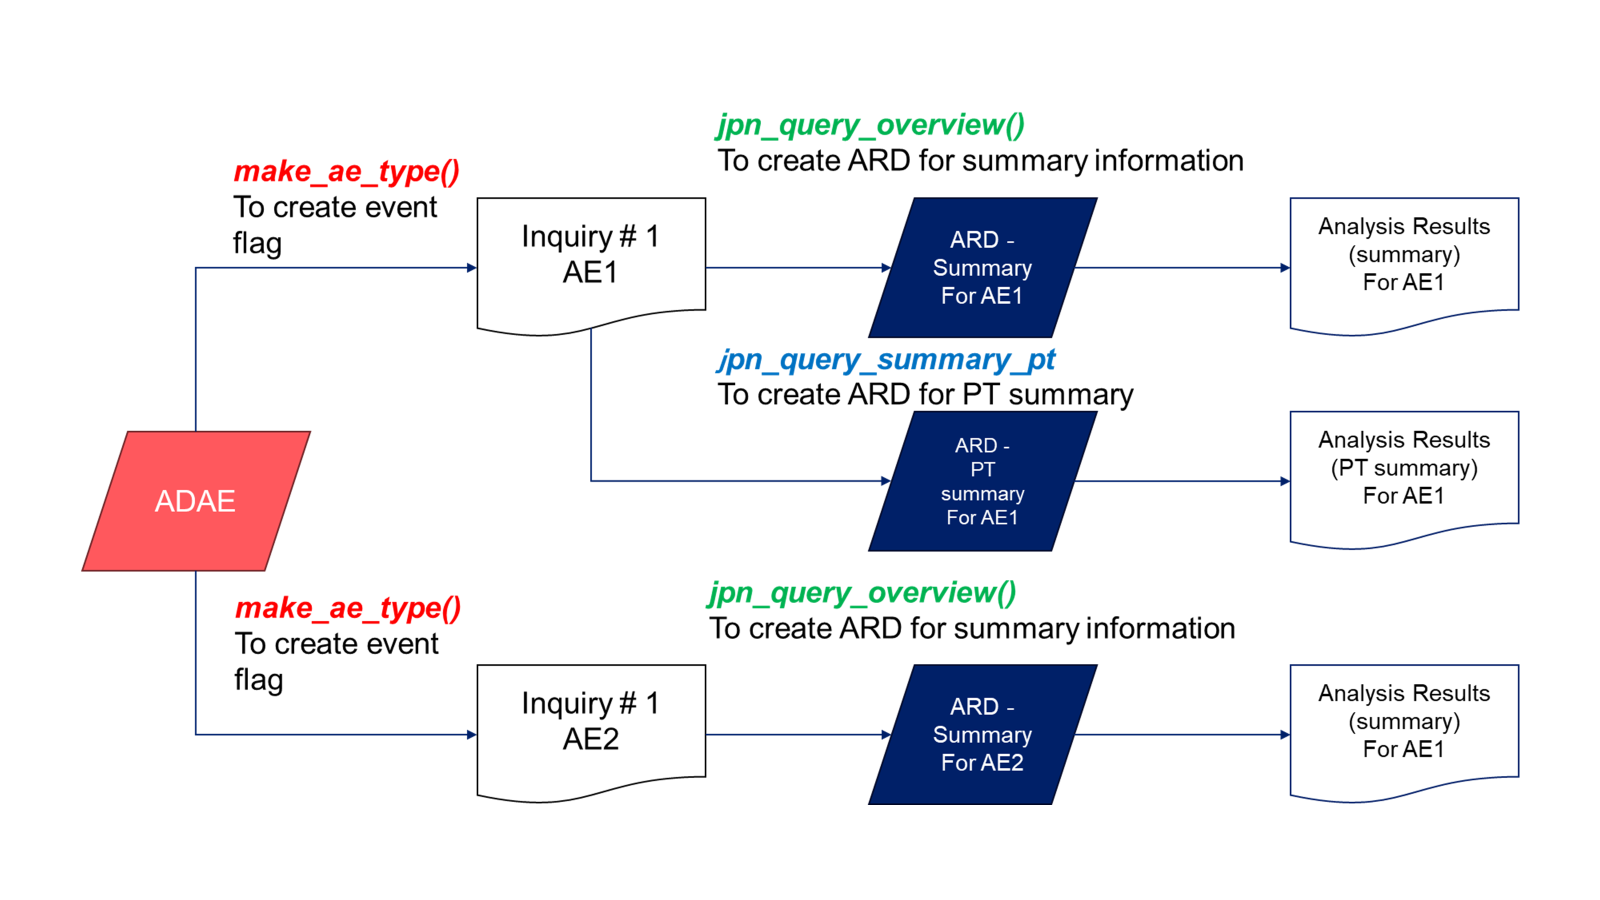 jpn_query_overview()
To create ARD for summary information
make_ae_type()
To create event
flag
Inquiry # 1
AE1
ARD -
Summary
For AE1
Analysis Results
(summary)
For AE1
jpn_query_summary_pt
To create ARD for PT summary
ARD -
PT
summary
For AE1
Analysis Results
(PT summary)
For AE1
ADAE
make_ae_type()
To create event
flag
jpn_query_overview()
To create ARD for summary information
Inquiry # 1
AE2
ARD -
Summary
For AE2
Analysis Results
(summary)
For AE1